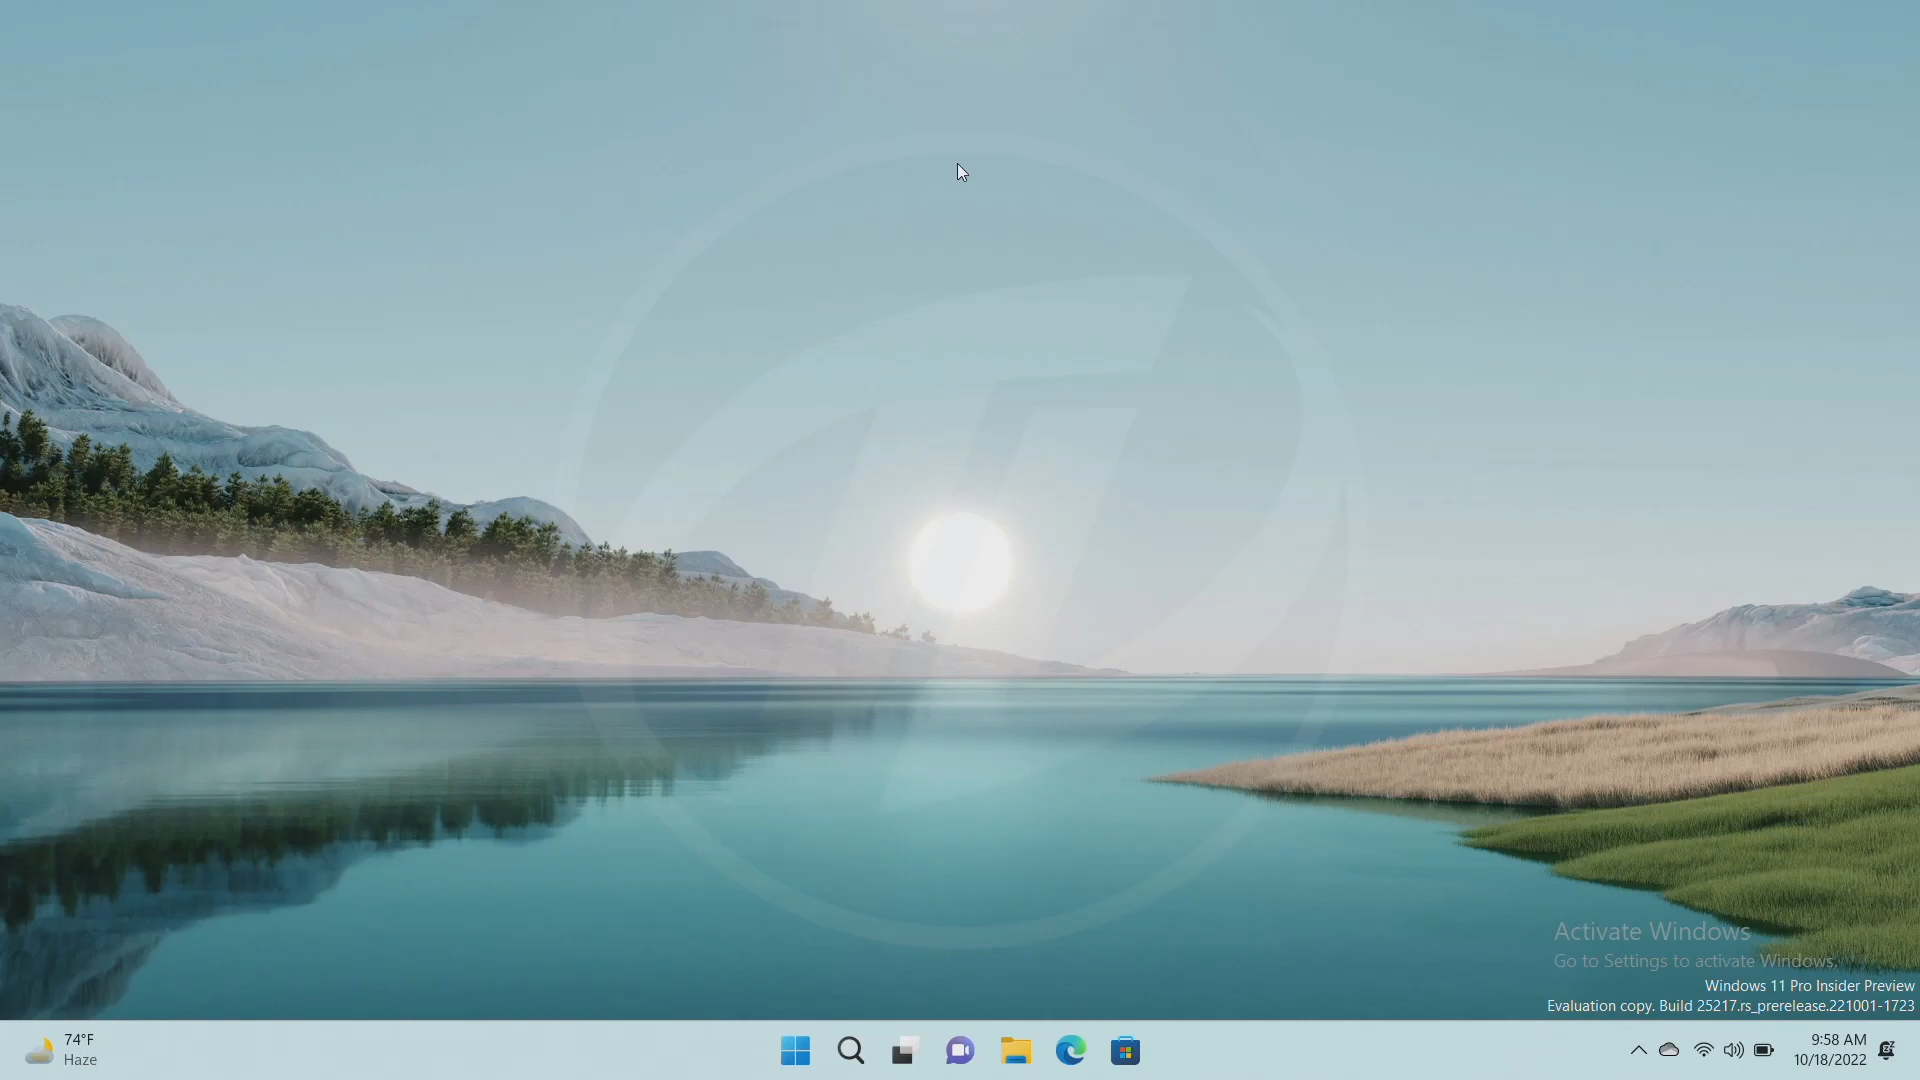 Activate Windows
Go to Settings to activate Windows.
Windows 11 Pro Insider Preview
Evaluation copy. Build 25217.rs_prerelease.221001-1723
74°F
Haze
9:58 AM
10/18/2022